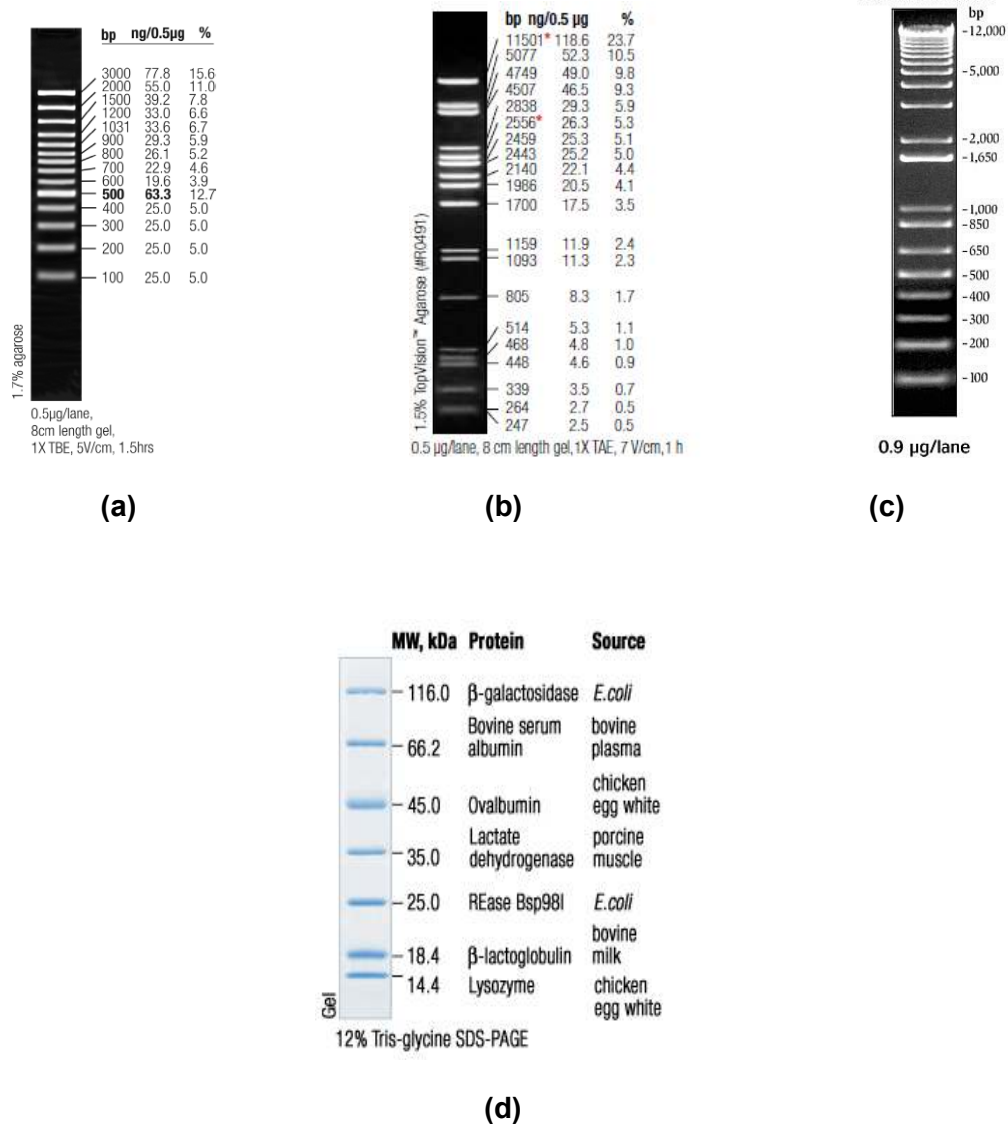 bp ng/0.5µg %
3000 77.8 15.6
2000 55.0 11.0
1500 39.2 7.8
1200 33.0 6.6
1031 33.6 6.7
900 29.3 5.9
800 26.1 5.2
700 22.9 4.6
600 19.6 3.9
500 63.3 12.7
400 25.0 5.0
300 25.0 5.0
200 25.0 5.0
100 25.0 5.0
1.7% agarose
0.5µg/lane,
8cm length gel,
1X TBE, 5V/cm, 1.5hrs
(a)
bp ng/0.5 µg %
11501* 118.6 23.7
5077 52.3 10.5
4749 49.0 9.8
4507 46.5 9.3
2838 29.3 5.9
2556* 26.3 5.3
2459 25.3 5.1
2443 25.2 5.0
2140 22.1 4.4
1986 20.5 4.1
1700 17.5 3.5
1159 11.9 2.4
1093 11.3 2.3
805 8.3 1.7
514 5.3 1.1
468 4.8 1.0
448 4.6 0.9
339 3.5 0.7
264 2.7 0.5
247 2.5 0.5
1.5% TopVision™ Agarose (#R0491)
0.5 µg/lane, 8 cm length gel, 1X TAE, 7 V/cm, 1 h
(b)
bp
-12,000
-5,000
-2,000
-1,650
-1,000
-850
-650
-500
-400
-300
-200
-100
0.9 µg/lane
(c)
MW, kDa Protein Source
116.0 β-galactosidase E.coli
Bovine serum bovine
66.2 albumin plasma
chicken
45.0 Ovalbumin egg white
Lactate porcine
35.0 dehydrogenase muscle
25.0 REase Bsp98I E.coli
bovine
18.4 β-lactoglobulin milk
14.4 Lysozyme chicken
egg white
Gel
12% Tris-glycine SDS-PAGE
(d)